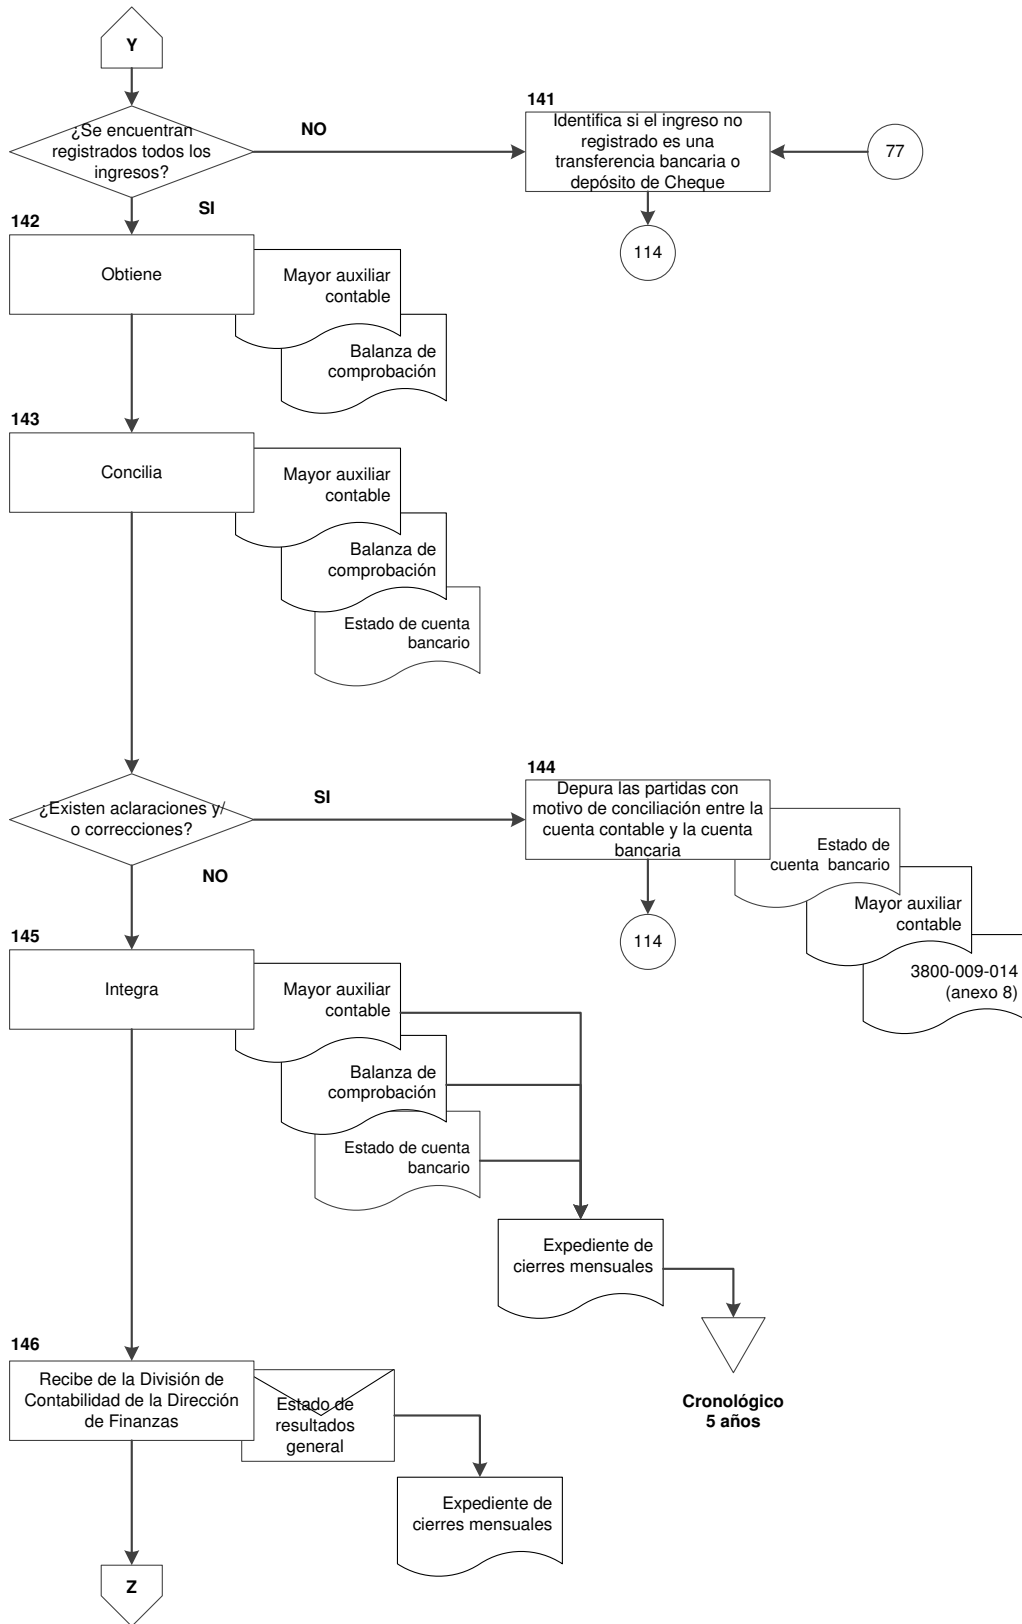 Y
¿Se encuentran
registrados todos los
ingresos?
NO
141
Identifica si el ingreso no
registrado es una
transferencia bancaria o
depósito de Cheque
77
114
SI
142
Obtiene
Mayor auxiliar
contable
Balanza de
comprobación
143
Concilia
Mayor auxiliar
contable
Balanza de
comprobación
Estado de cuenta
bancario
¿Existen aclaraciones y/
o correcciones?
SI
144
Depura las partidas con
motivo de conciliación entre la
cuenta contable y la cuenta
bancaria
Estado de
cuenta bancario
Mayor auxiliar
contable
3800-009-014
(anexo 8)
114
NO
145
Integra
Mayor auxiliar
contable
Balanza de
comprobación
Estado de cuenta
bancario
Expediente de
cierres mensuales
Cronológico
5 años
146
Recibe de la División de
Contabilidad de la Dirección
de Finanzas
Estado de
resultados
general
Expediente de
cierres mensuales
Z